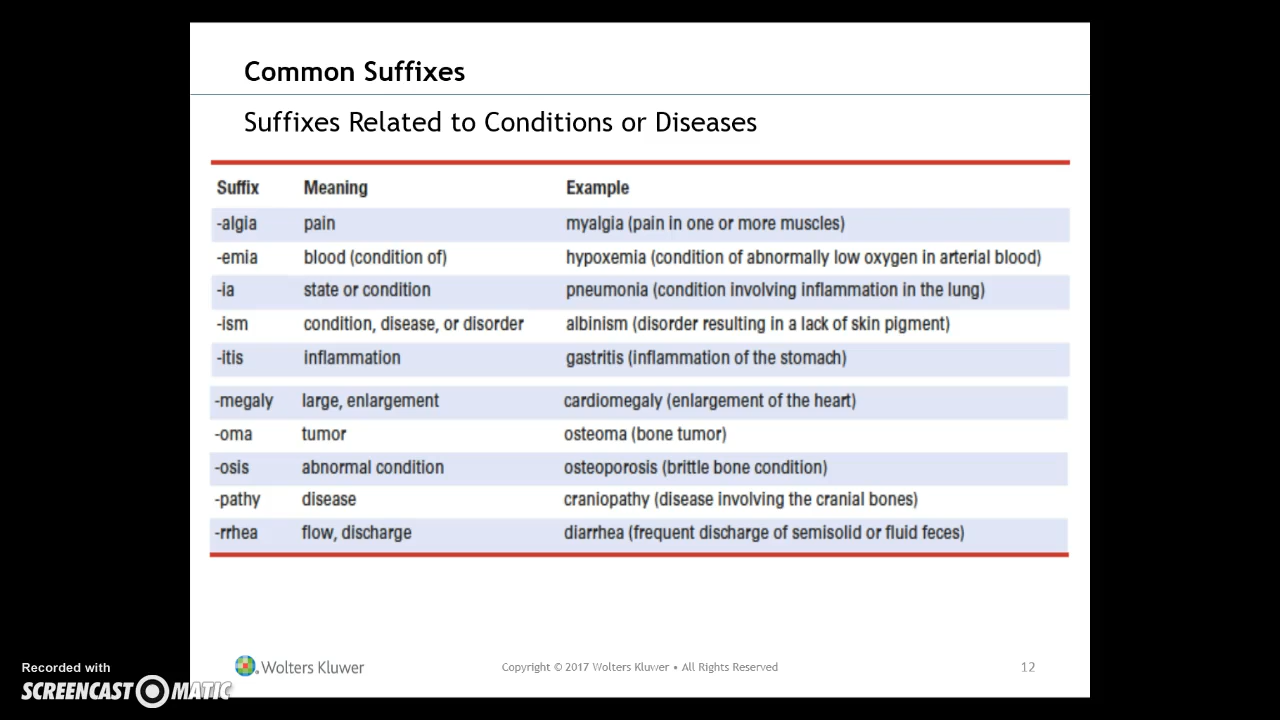 Common Suffixes
Suffixes Related to Conditions or Diseases
Suffix Meaning Example
-algia pain myalgia (pain in one or more muscles)
-emia blood (condition of) hypoxemia (condition of abnormally low oxygen in arterial blood)
-ia state or condition pneumonia (condition involving inflammation in the lung)
-ism condition, disease, or disorder albinism (disorder resulting in a lack of skin pigment)
-itis inflammation gastritis (inflammation of the stomach)
-megaly large, enlargement cardiomegaly (enlargement of the heart)
-oma tumor osteoma (bone tumor)
-osis abnormal condition osteoporosis (brittle bone condition)
-pathy disease craniopathy (disease involving the cranial bones)
-rrhea flow, discharge diarrhea (frequent discharge of semisolid or fluid feces)
Wolters Kluwer Copyright © 2017 Wolters Kluwer • All Rights Reserved 12
Recorded with
SCREENCAST MATIC